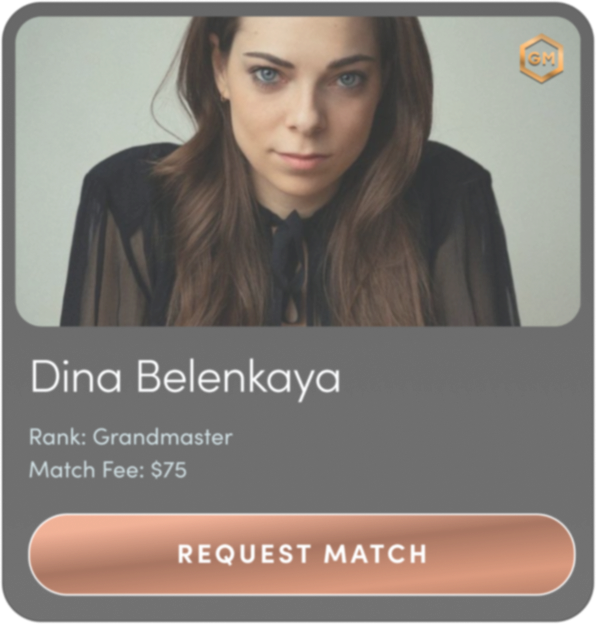 GM
Dina Belenkaya
Rank: Grandmaster
Match Fee: $75
REQUEST MATCH